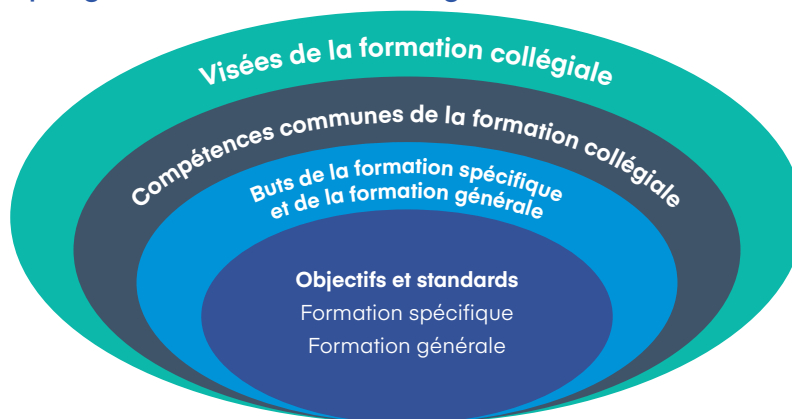 Visées de la formation collégiale
Compétences communes de la formation collégiale
Buts de la formation spécifique
et de la formation générale
Objectifs et standards
Formation spécifique
Formation générale